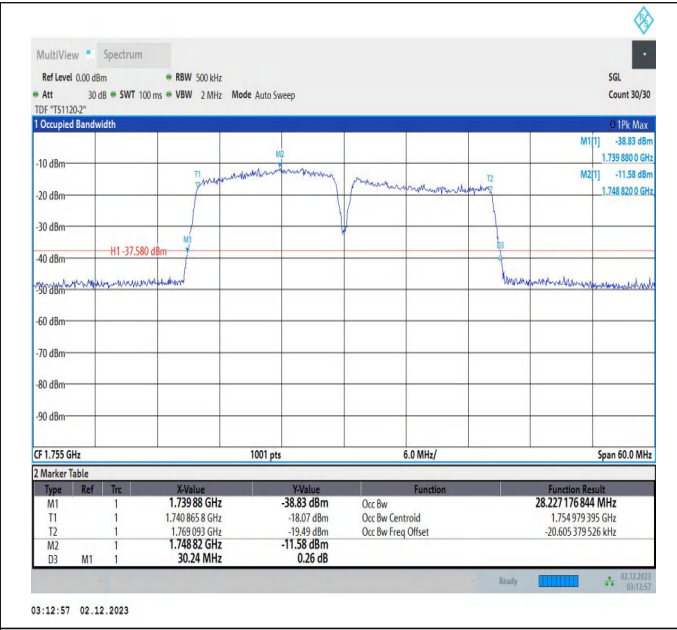 R S
MultiView Spectrum
Ref Level 0.00 dBm RBW 500 kHz SGL
Att 30 dB SWT 100 ms VBW 2 MHz Mode Auto Sweep Count 30/30
TDF "TS1120-2"
1 Occupied Bandwidth 1Pk Max
M1[1] -38.83 dBm
1.739 880 0 GHz
M2[1] -11.58 dBm
1.748 820 0 GHz
M2
-10 dBm
T1
T2
-20 dBm
-30 dBm
M1
D3
H1 -37.580 dBm
-40 dBm
-50 dBm
-60 dBm
-70 dBm
-80 dBm
-90 dBm
CF 1.755 GHz 1001 pts 6.0 MHz/ Span 60.0 MHz
2 Marker Table
Type Ref Trc X-Value Y-Value Function Function Result
M1 1 1.739 88 GHz -38.83 dBm Occ Bw 28.227 176 844 MHz
T1 1 1.740 865 8 GHz -18.07 dBm Occ Bw Centroid 1.754 979 395 GHz
T2 1 1.769 093 GHz -19.49 dBm Occ Bw Freq Offset -20.605 379 526 kHz
M2 1 1.748 82 GHz -11.58 dBm
D3 M1 1 30.24 MHz 0.26 dB
Ready 02.12.2023
03:12:57
03:12:57 02.12.2023